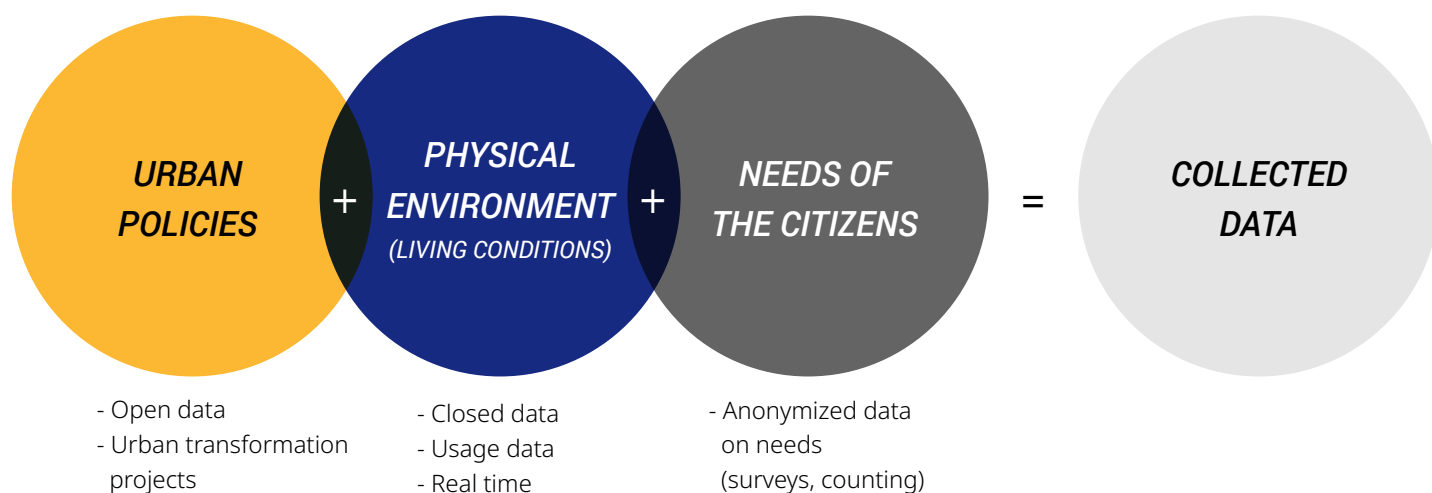 URBAN
POLICIES
+
PHYSICAL
ENVIRONMENT
(LIVING CONDITIONS)
+
NEEDS OF
THE CITIZENS
=
COLLECTED
DATA
- Open data
- Urban transformation
projects
- Closed data
- Usage data
- Real time
- Anonymized data
on needs
(surveys, counting)